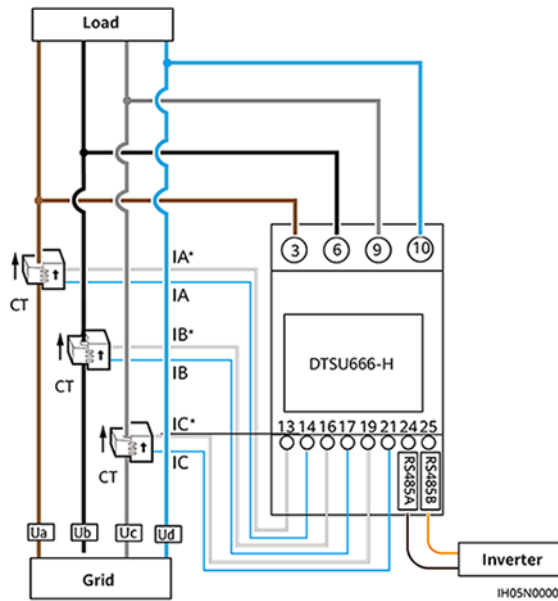 Load
3 6 9 10
IA*
IA
CT
IB*
IB
CT
DTSU666-H
IC*
IC
CT
13 14 16 17 19 21 24 25
RS485A
RS485B
Ua Ub Uc Ud
Grid
Inverter
IH05N0000